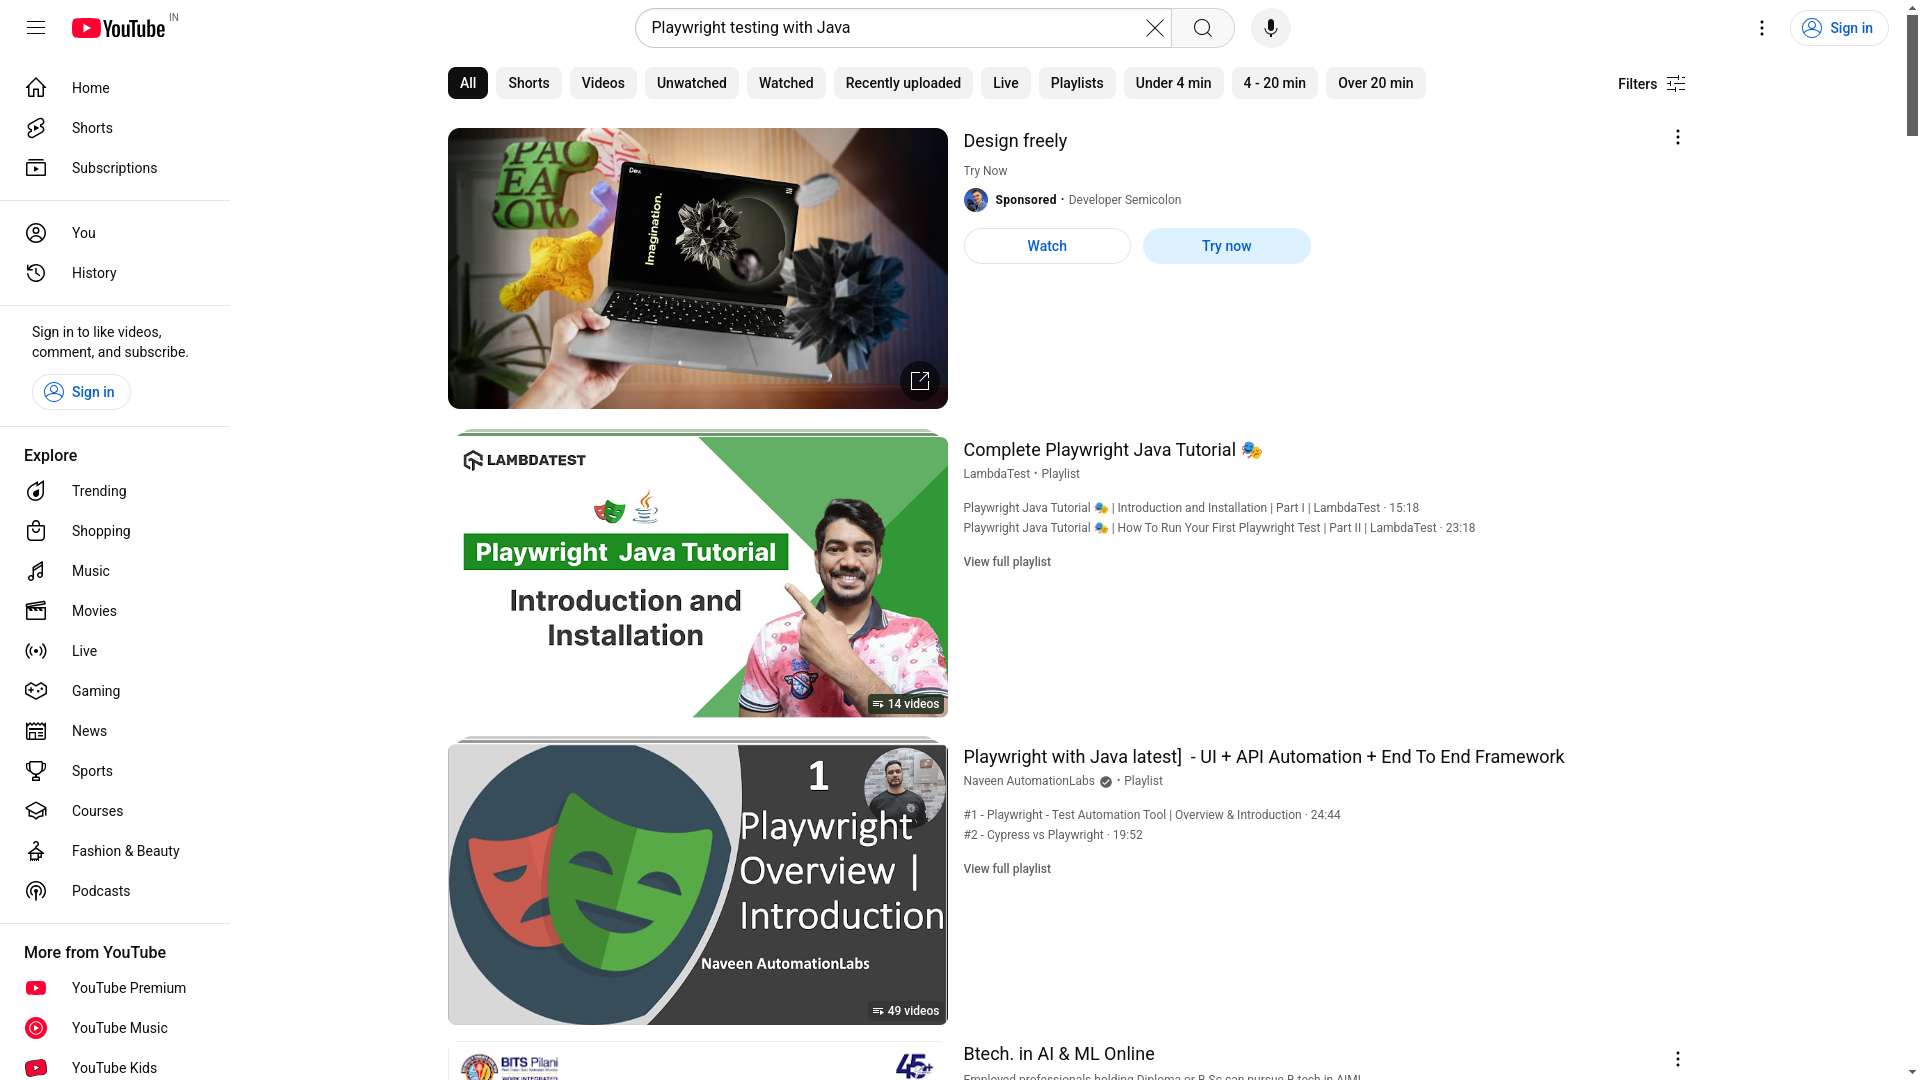 YouTube IN
Playwright testing with Java
Sign in
Home
Shorts
Subscriptions
You
History
Sign in to like videos,
comment, and subscribe.
Sign in
Explore
Trending
Shopping
Music
Movies
Live
Gaming
News
Sports
Courses
Fashion & Beauty
Podcasts
More from YouTube
YouTube Premium
YouTube Music
YouTube Kids
All Shorts Videos Unwatched Watched Recently uploaded Live Playlists Under 4 min 4 - 20 min Over 20 min Filters
PAC
EA
ROW
Dev.
Imagination.
Design freely
Try Now
Sponsored · Developer Semicolon
Watch Try now
LAMBDATEST
Playwright Java Tutorial
Introduction and
Installation
14 videos
Complete Playwright Java Tutorial 🎭
LambdaTest · Playlist
Playwright Java Tutorial 🎭 | Introduction and Installation | Part I | LambdaTest · 15:18
Playwright Java Tutorial 🎭 | How To Run Your First Playwright Test | Part II | LambdaTest · 23:18
View full playlist
1
Playwright
Overview |
Introduction
Naveen AutomationLabs
49 videos
Playwright with Java latest] - UI + API Automation + End To End Framework
Naveen AutomationLabs · Playlist
#1 - Playwright - Test Automation Tool | Overview & Introduction · 24:44
#2 - Cypress vs Playwright · 19:52
View full playlist
BITS Pilani
WORK INTEGRATED
45
Btech. in AI & ML Online
Employed professionals holding Diploma or B.Sc can pursue B.tech in AIML